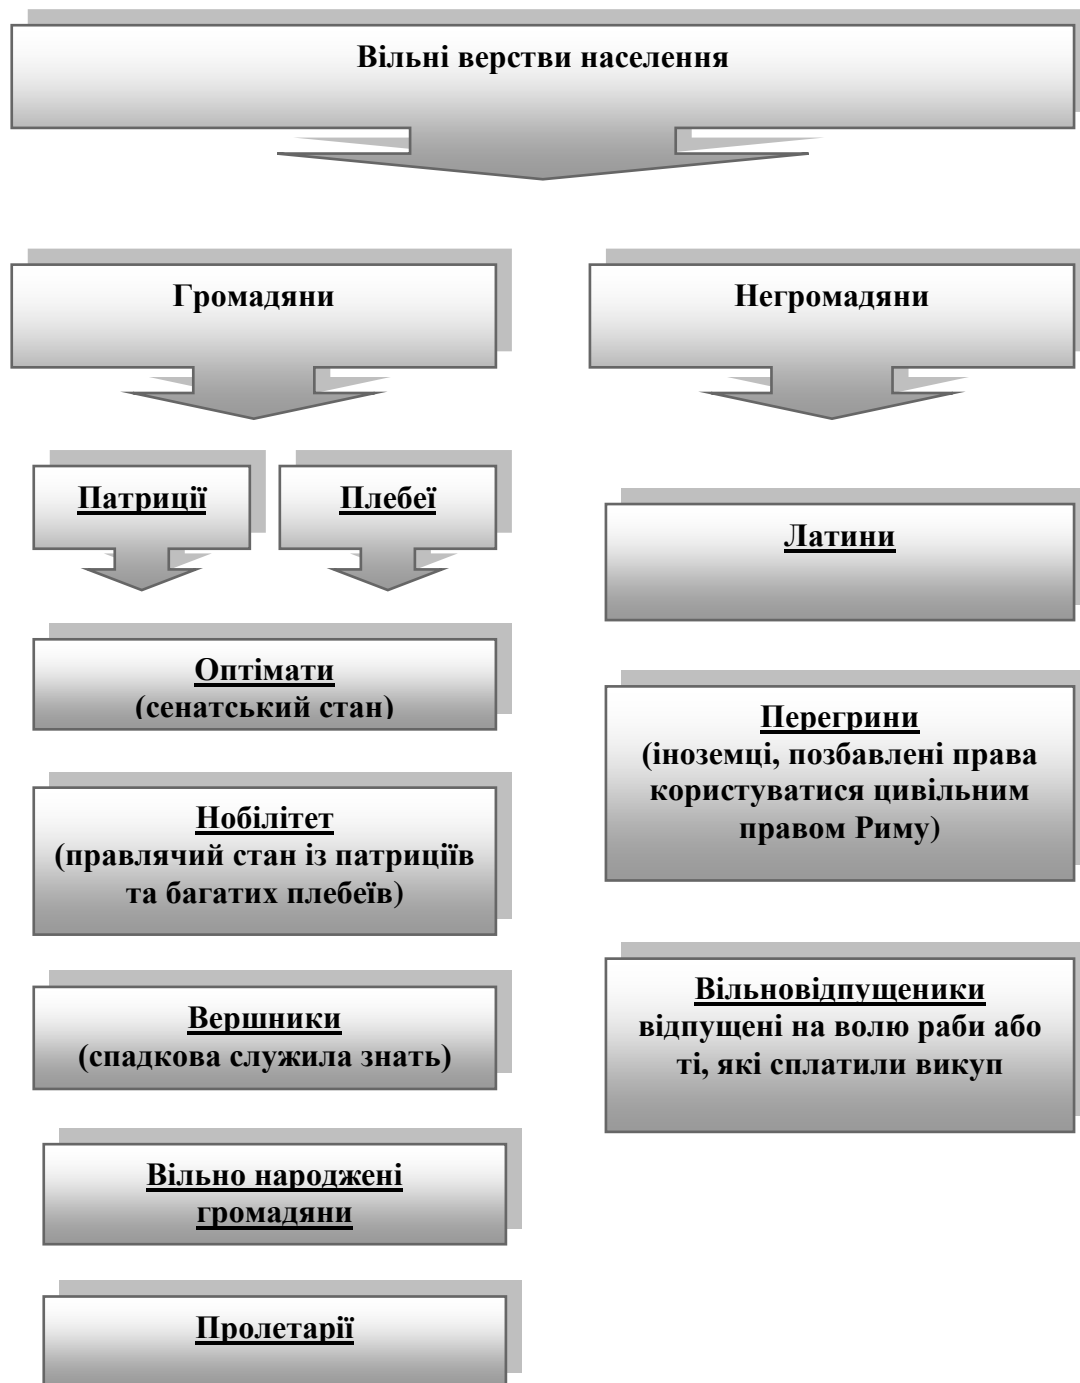 Вільні верстви населення
Громадяни
Негромадяни
Патриції
Плебеї
Оптімати
(сенатський стан)
Нобілітет
(правлячий стан із патриціїв
та багатих плебеїв)
Вершники
(спадкова служила знать)
Вільно народжені
громадяни
Пролетарії
Латини
Перегрини
(іноземці, позбавлені права
користуватися цивільним
правом Риму)
Вільновідпущеники
відпущені на волю раби або
ті, які сплатили викуп